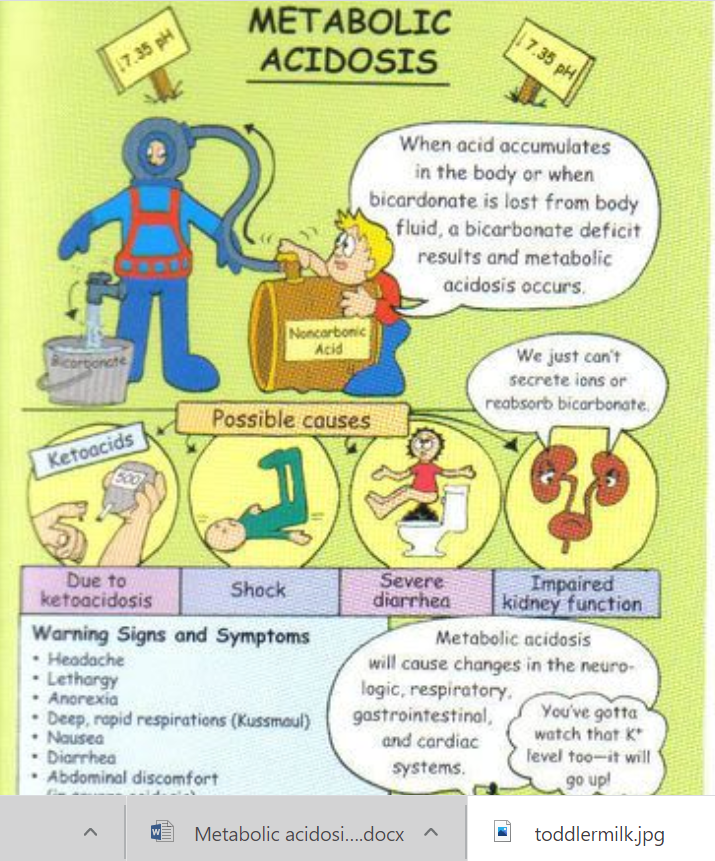 METABOLIC
ACIDOSIS
↓7.35 pH
↓7.35 pH
When acid accumulates
in the body or when
bicardonate is lost from body
fluid, a bicarbonate deficit
results and metabolic
acidosis occurs.
Noncarbonic
Acid
Bicarbonate
We just can't
secrete ions or
reabsorb bicarbonate.
Possible causes
Ketoacids
500
Due to
ketoacidosis
Shock
Severe
diarrhea
Impaired
kidney function
Warning Signs and Symptoms
• Headache
• Lethargy
• Anorexia
• Deep, rapid respirations (Kussmaul)
• Nausea
• Diarrhea
• Abdominal discomfort
(in severe acidosis)
Metabolic acidosis
will cause changes in the neuro-
logic, respiratory,
gastrointestinal,
and cardiac
systems.
You've gotta
watch that K⁺
level too—it will
go up!
Metabolic acidosi....docx
toddlermilk.jpg